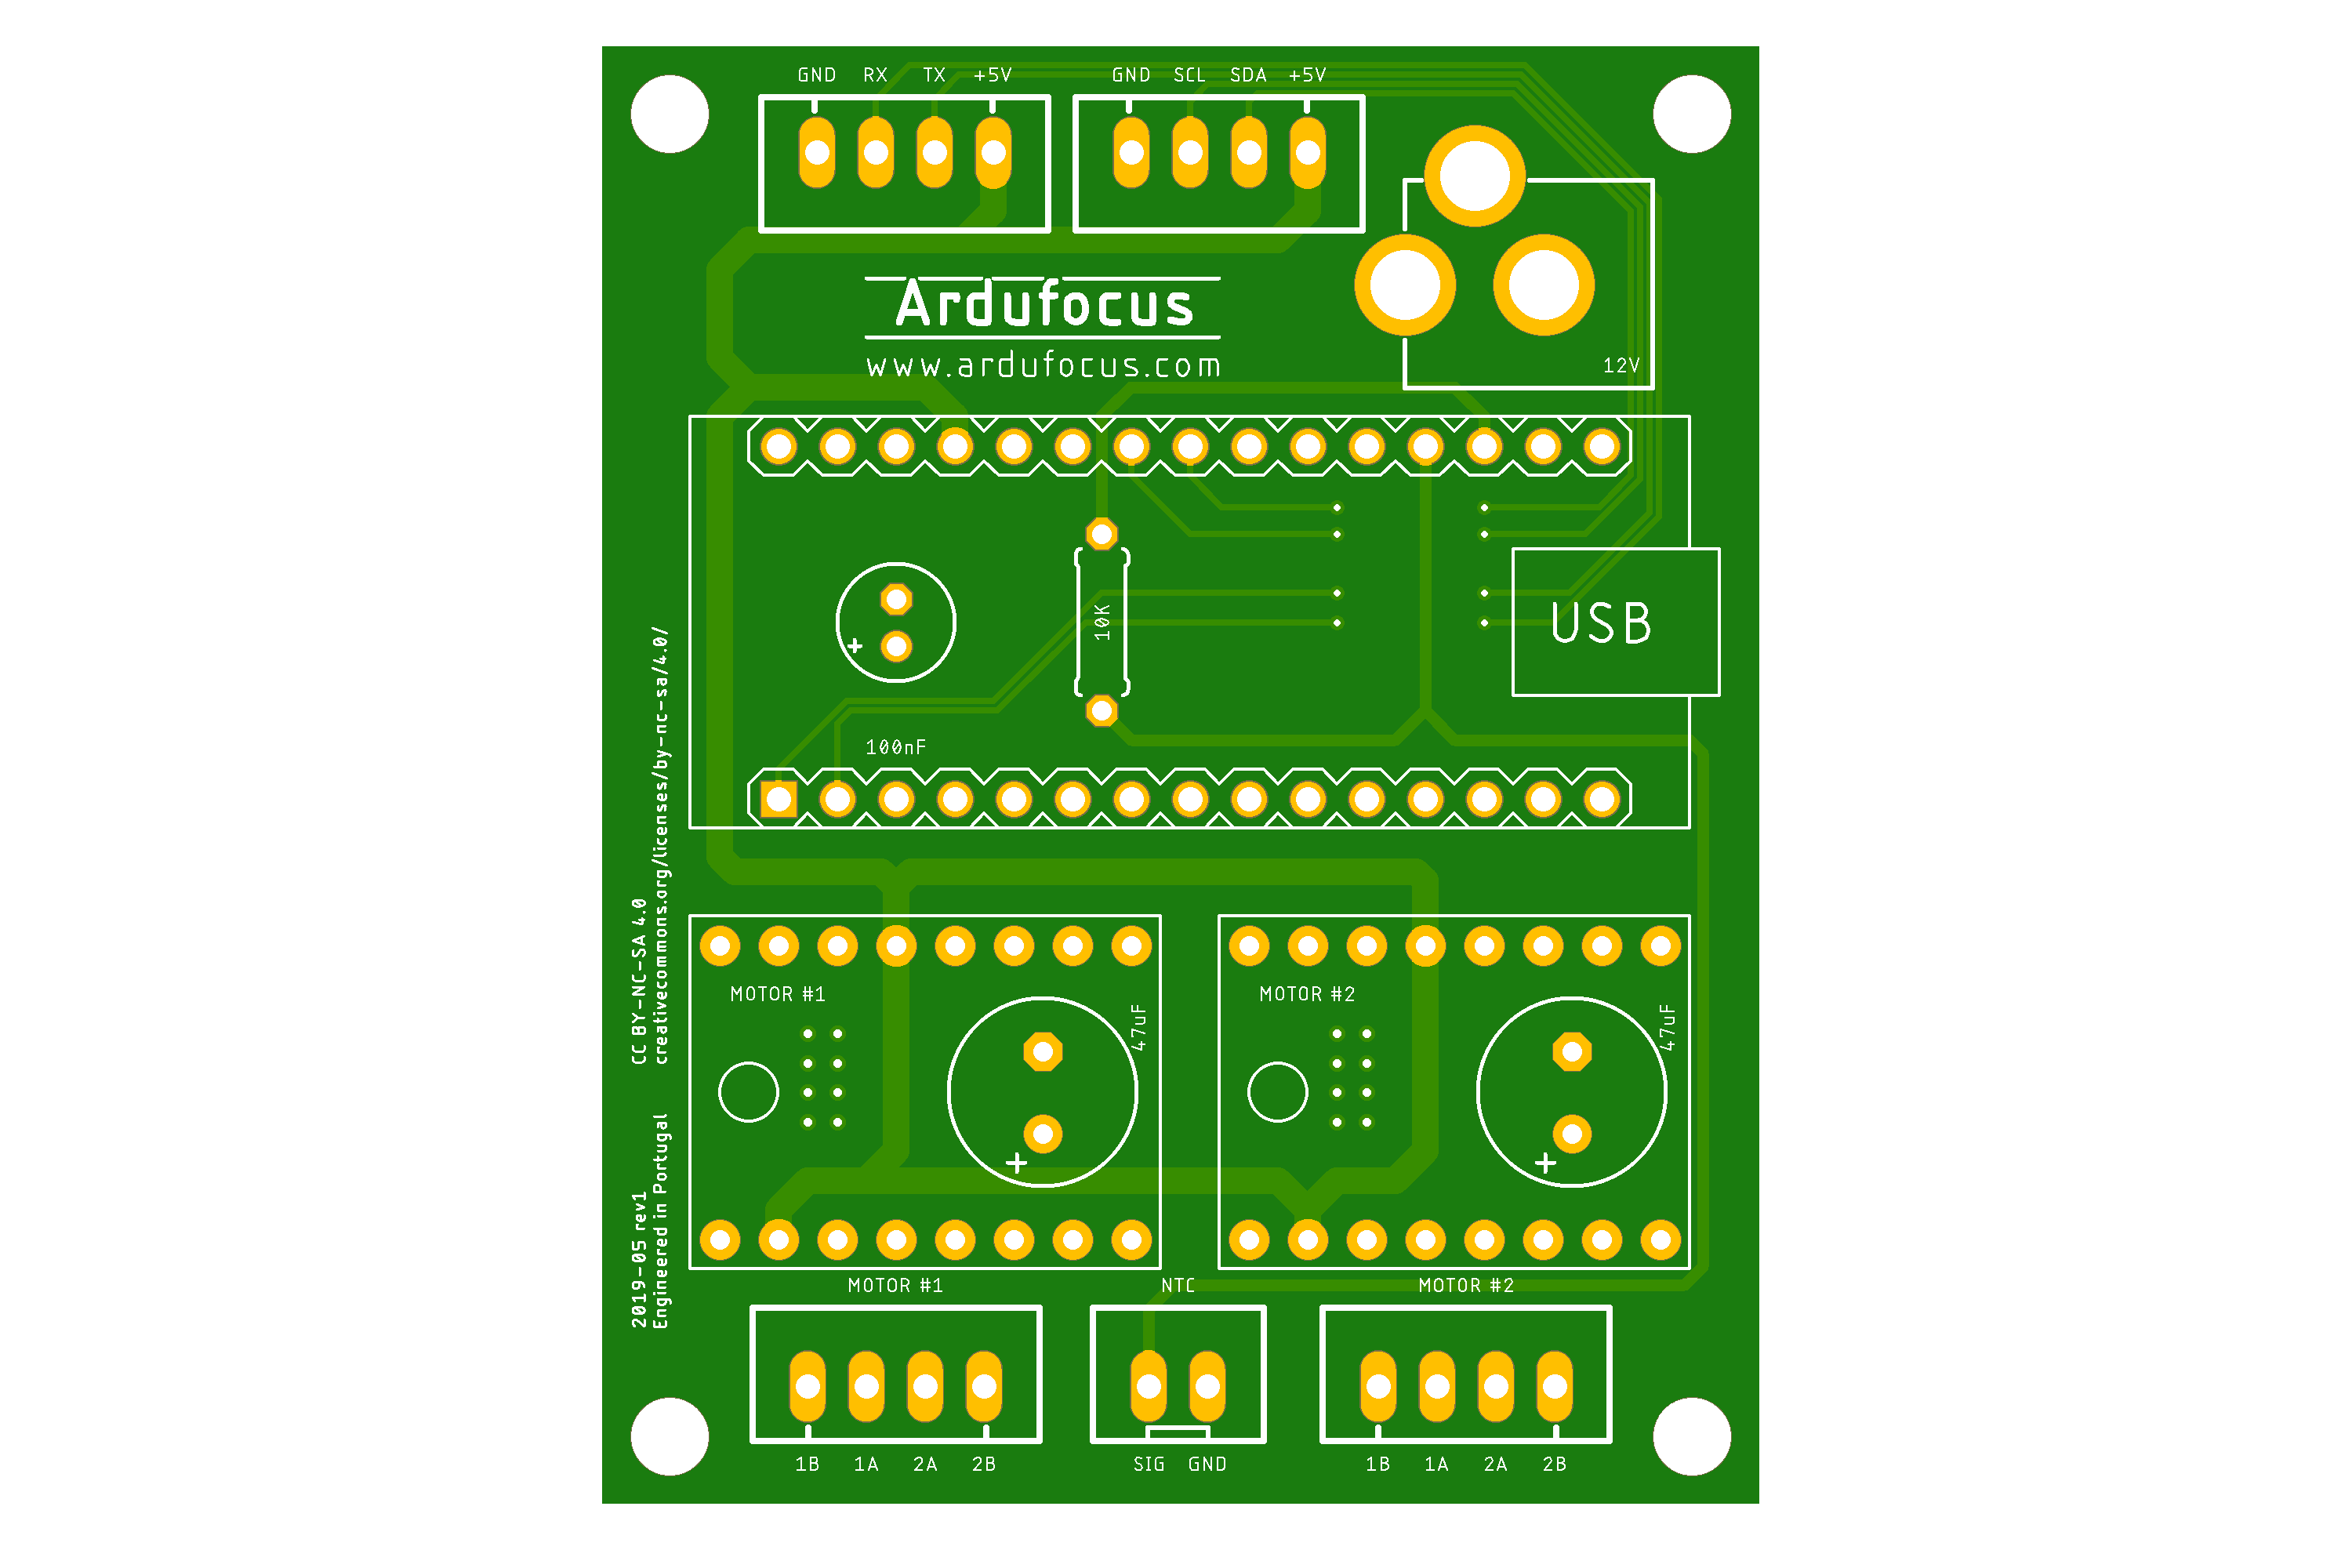 GND RX TX +5V
GND SCL SDA +5V
Ardufocus
www.ardufocus.com
12V
10K
USB
+
100nF
CC BY-NC-SA 4.0
creativecommons.org/licenses/by-nc-sa/4.0/
2019-05 rev1
Engineered in Portugal
MOTOR #1
47uF
+
MOTOR #2
47uF
+
MOTOR #1
NTC
MOTOR #2
1B 1A 2A 2B
SIG GND
1B 1A 2A 2B